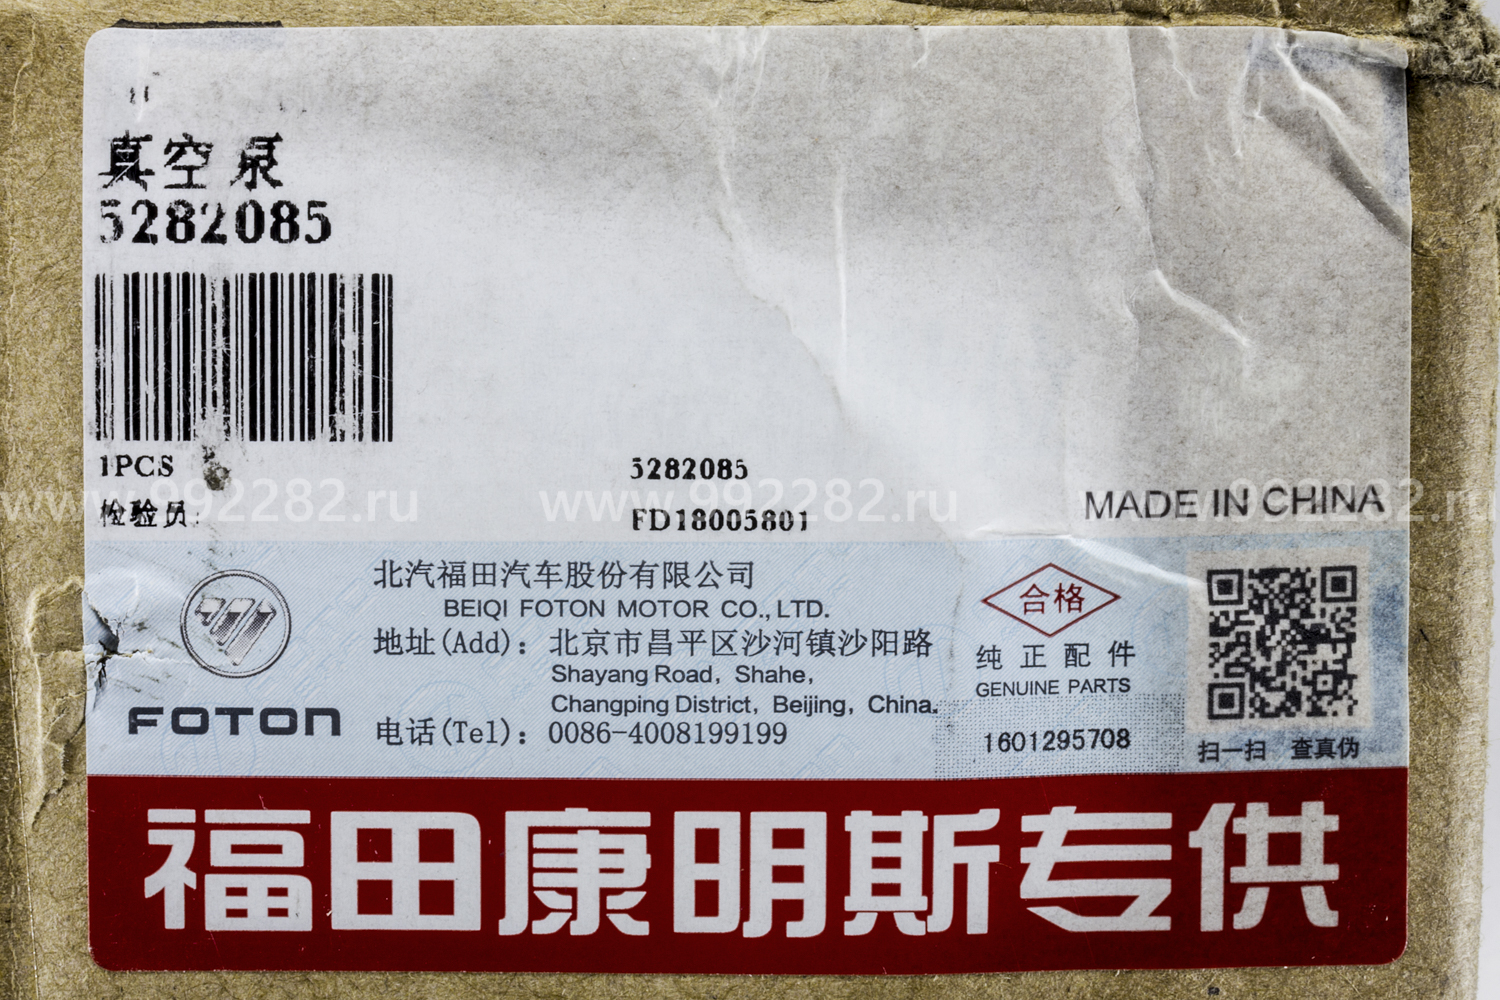 真空泵
5282085
1PCS
检验员:
5282085
FD18005801
MADE IN CHINA
www.992282.ru
www.992282.ru
www.992282.ru
FOTON
北汽福田汽车股份有限公司
BEIQI FOTON MOTOR CO.,LTD.
地址(Add)：北京市昌平区沙河镇沙阳路
Shayang Road，Shahe，
Changping District，Beijing，China.
电话(Tel)：0086-4008199199
合格
纯正配件
GENUINE PARTS
1601295708
扫一扫 查真伪
福田康明斯专供